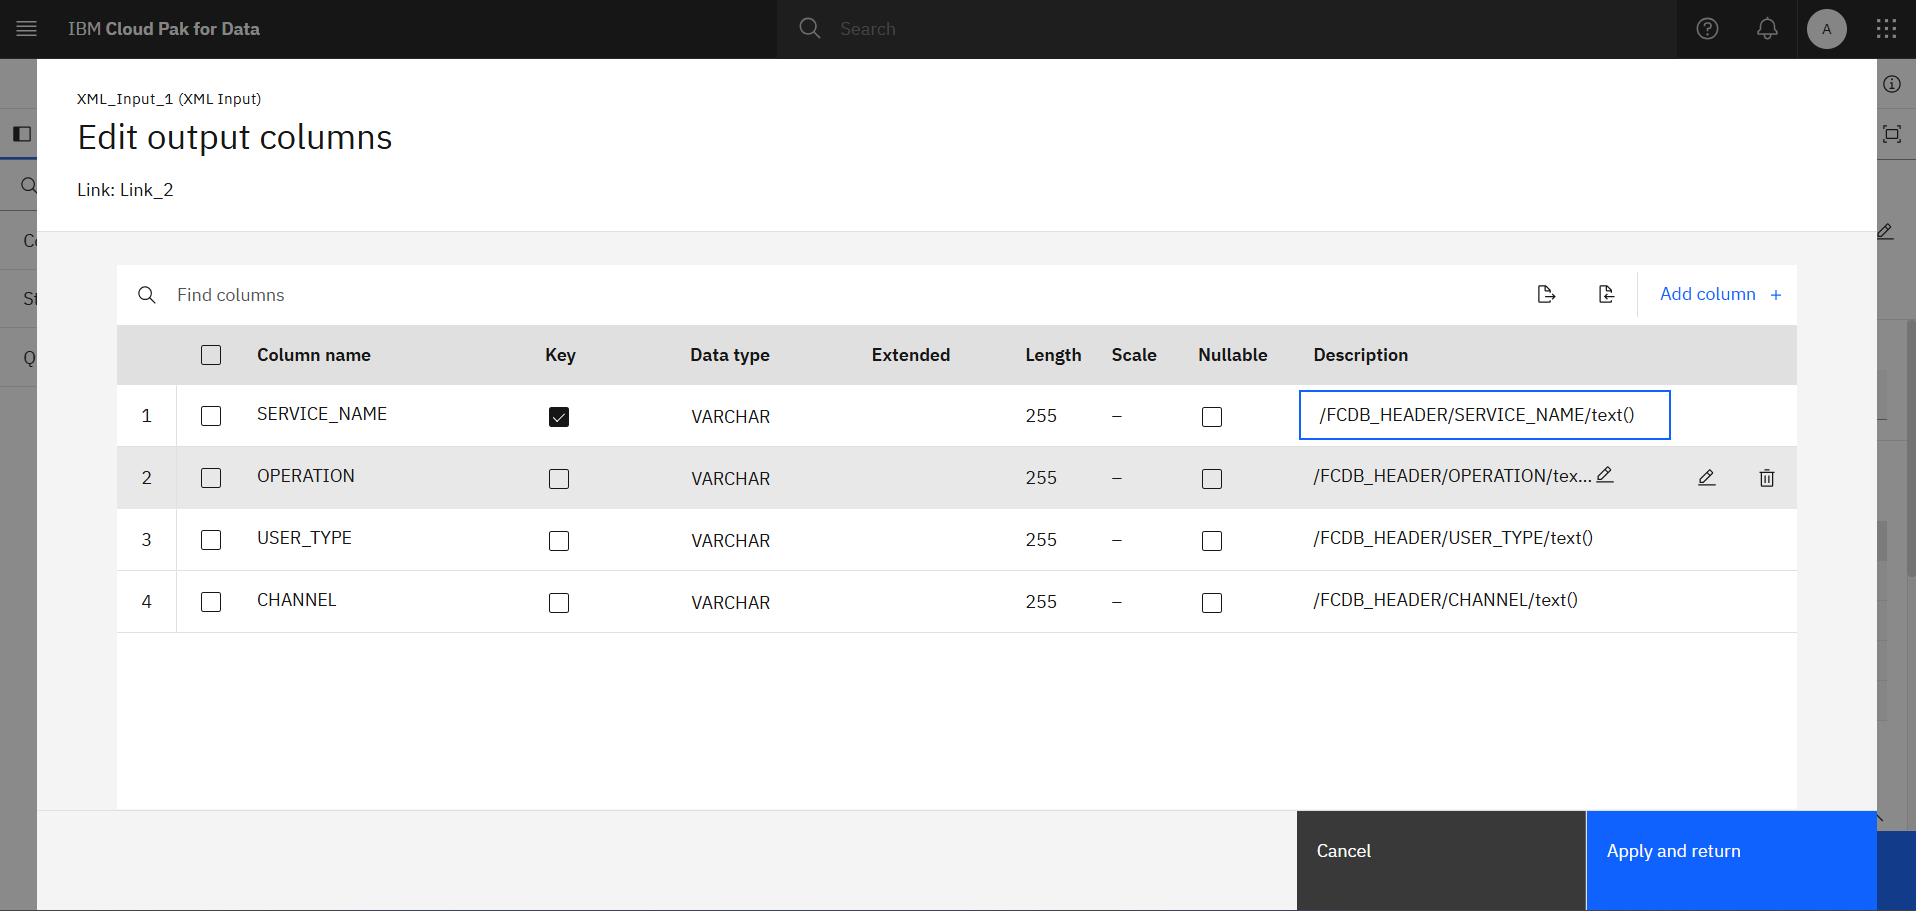 IBM Cloud Pak for Data
Search
A
XML_Input_1 (XML Input)
Edit output columns
Link: Link_2
Find columns
Add column +
Column name Key Data type Extended Length Scale Nullable Description
1 SERVICE_NAME VARCHAR 255 – /FCDB_HEADER/SERVICE_NAME/text()
2 OPERATION VARCHAR 255 – /FCDB_HEADER/OPERATION/tex...
3 USER_TYPE VARCHAR 255 – /FCDB_HEADER/USER_TYPE/text()
4 CHANNEL VARCHAR 255 – /FCDB_HEADER/CHANNEL/text()
Cancel
Apply and return